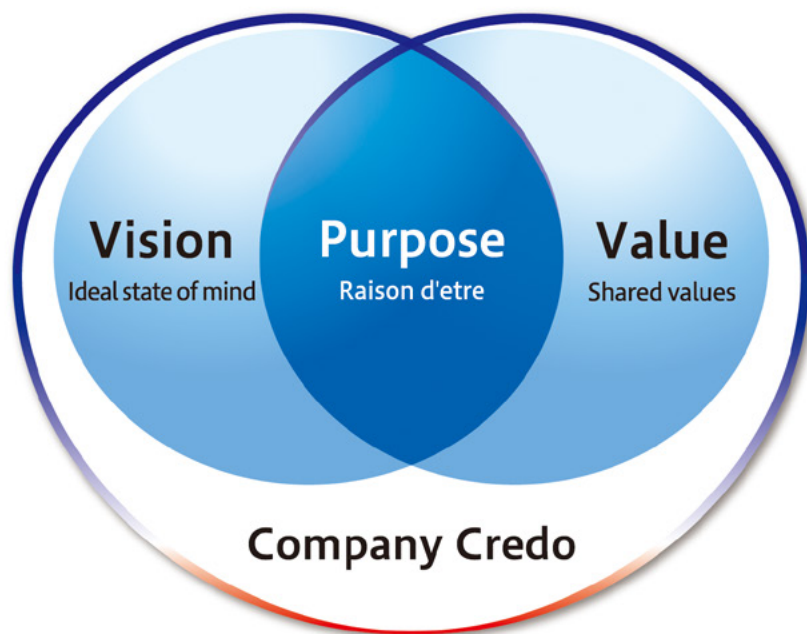 Vision
Ideal state of mind
Purpose
Raison d'etre
Value
Shared values
Company Credo